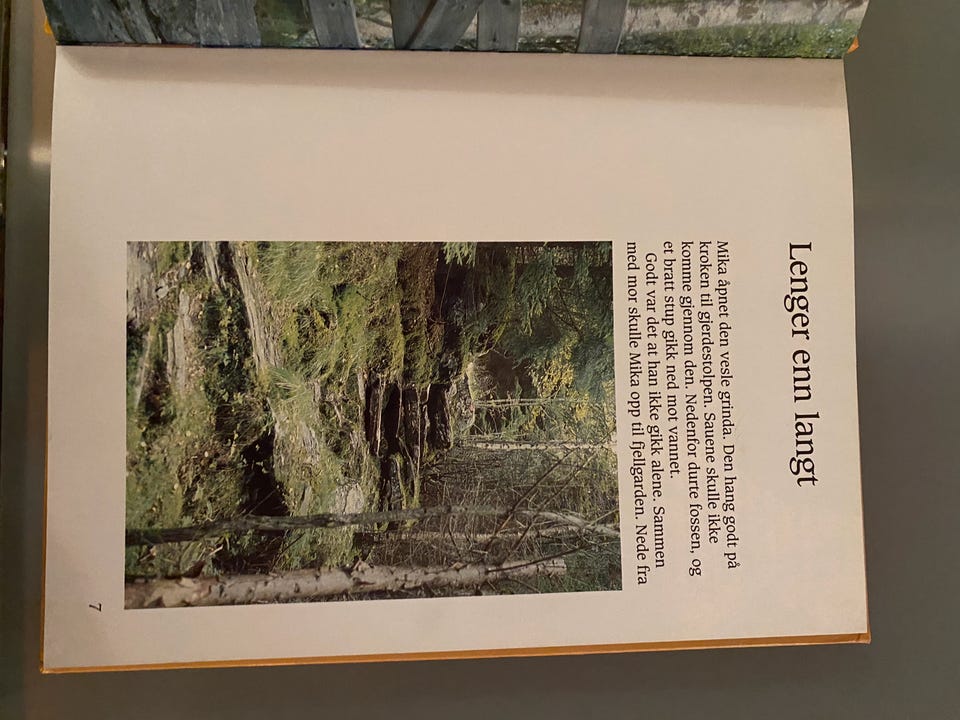 Lenger enn langt
Mika åpnet den vesle grinda. Den hang godt på
kroken til gjerdestolpen. Sauene skulle ikke
komme gjennom den. Nedenfor durte fossen, og
et bratt stup gikk ned mot vannet.
Godt var det at han ikke gikk alene. Sammen
med mor skulle Mika opp til fjellgarden. Nede fra
7